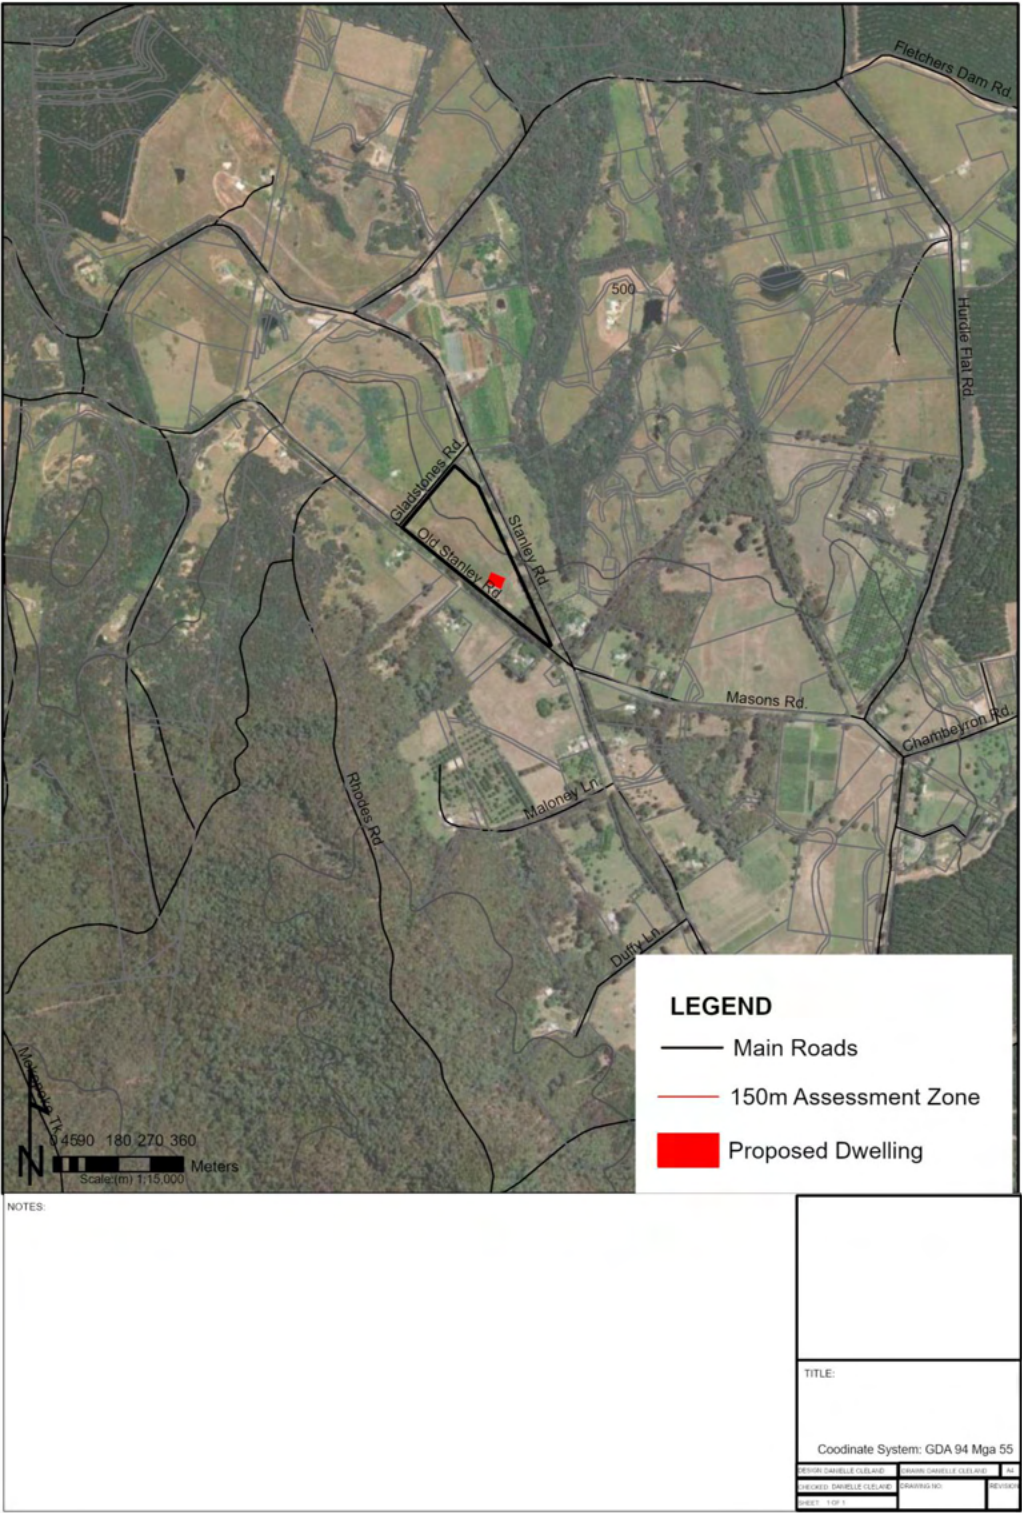 Fletchers Dam Rd.
500
Hurdle Flat Rd.
Gladstones Rd.
Stanley Rd
Old Stanley Rd.
Masons Rd.
Chambeyron Rd.
Maloney Ln.
Rhodes Rd
Duffy Ln.
LEGEND
Main Roads
150m Assessment Zone
Proposed Dwelling
Tk.
N
0 4590 180 270 360
Meters
Scale:(m) 1:15,000
NOTES:
TITLE:
Coodinate System: GDA 94 Mga 55
DESIGN: DANIELLE CLELAND
DRAWN: DANIELLE CLELAND
A4
CHECKED: DANIELLE CLELAND
DRAWING NO:
REVISION
SHEET 1 OF 1